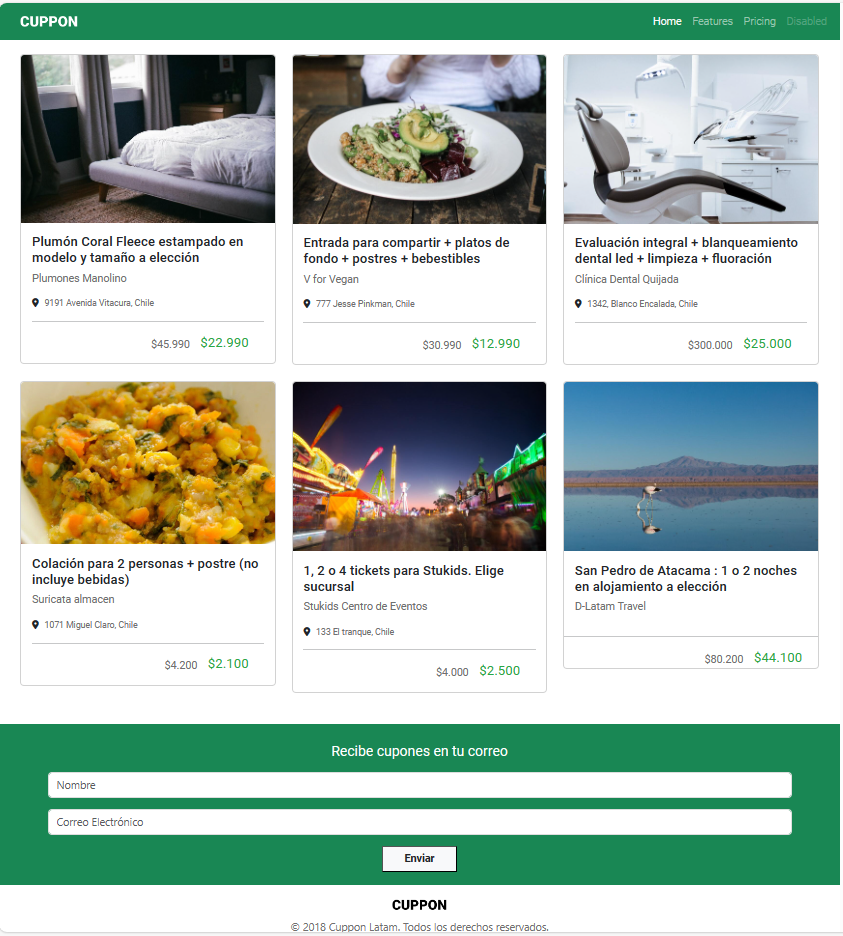 CUPPON
Home Features Pricing Disabled
Plumón Coral Fleece estampado en
modelo y tamaño a elección
Plumones Manolino
9191 Avenida Vitacura, Chile
$45.990 $22.990
Entrada para compartir + platos de
fondo + postres + bebestibles
V for Vegan
777 Jesse Pinkman, Chile
$30.990 $12.990
Evaluación integral + blanqueamiento
dental led + limpieza + fluoración
Clínica Dental Quijada
1342, Blanco Encalada, Chile
$300.000 $25.000
Colación para 2 personas + postre (no
incluye bebidas)
Suricata almacen
1071 Miguel Claro, Chile
$4.200 $2.100
1, 2 o 4 tickets para Stukids. Elige
sucursal
Stukids Centro de Eventos
133 El tranque, Chile
$4.000 $2.500
San Pedro de Atacama : 1 o 2 noches
en alojamiento a elección
D-Latam Travel
$80.200 $44.100
Recibe cupones en tu correo
Nombre
Correo Electrónico
Enviar
CUPPON
© 2018 Cuppon Latam. Todos los derechos reservados.